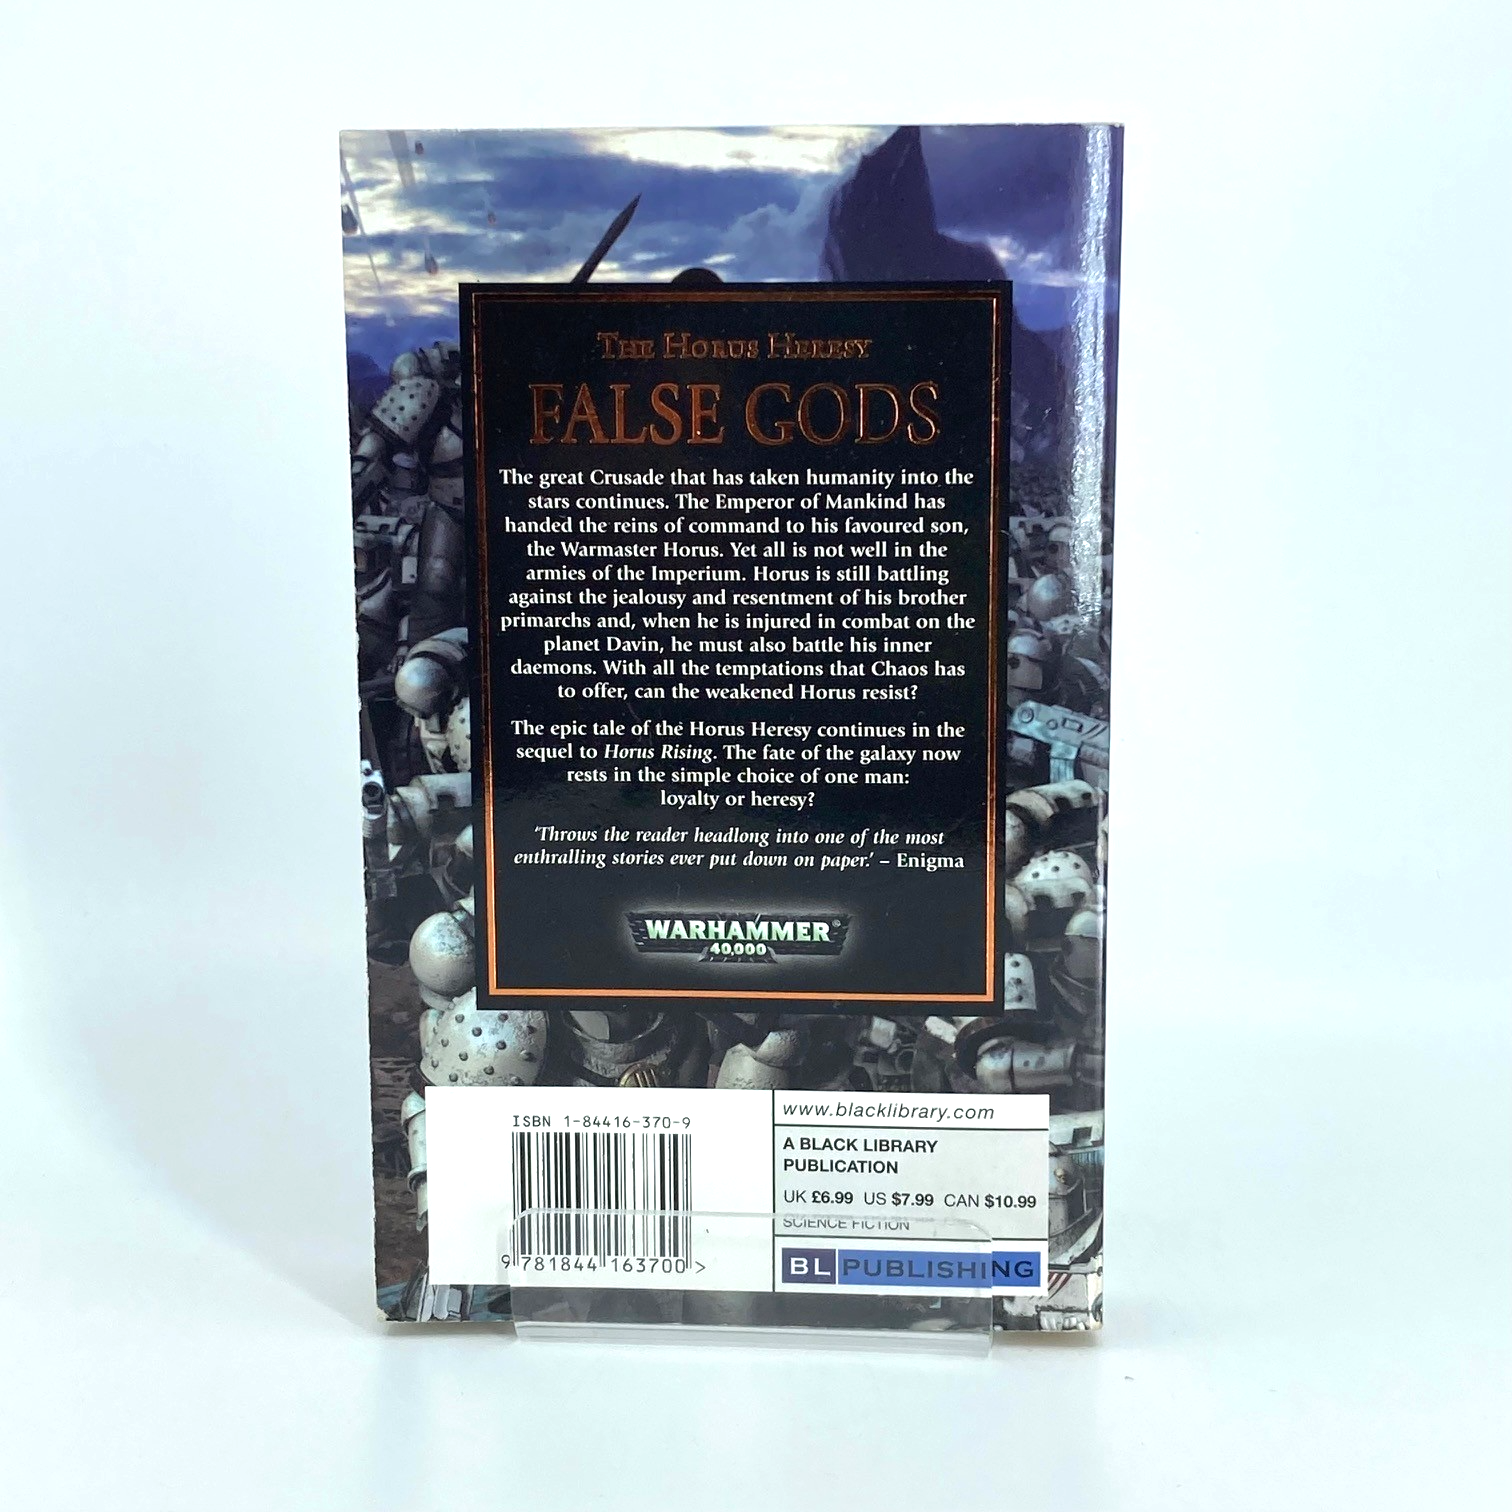 The Horus Heresy
FALSE GODS
The great Crusade that has taken humanity into the
stars continues. The Emperor of Mankind has
handed the reins of command to his favoured son,
the Warmaster Horus. Yet all is not well in the
armies of the Imperium. Horus is still battling
against the jealousy and resentment of his brother
primarchs and, when he is injured in combat on the
planet Davin, he must also battle his inner
daemons. With all the temptations that Chaos has
to offer, can the weakened Horus resist?
The epic tale of the Horus Heresy continues in the
sequel to Horus Rising. The fate of the galaxy now
rests in the simple choice of one man:
loyalty or heresy?
'Throws the reader headlong into one of the most
enthralling stories ever put down on paper.' – Enigma
WARHAMMER®
40,000
ISBN 1-84416-370-9
9 781844 163700 >
www.blacklibrary.com
A BLACK LIBRARY
PUBLICATION
UK £6.99 US $7.99 CAN $10.99
SCIENCE FICTION
BL PUBLISHING